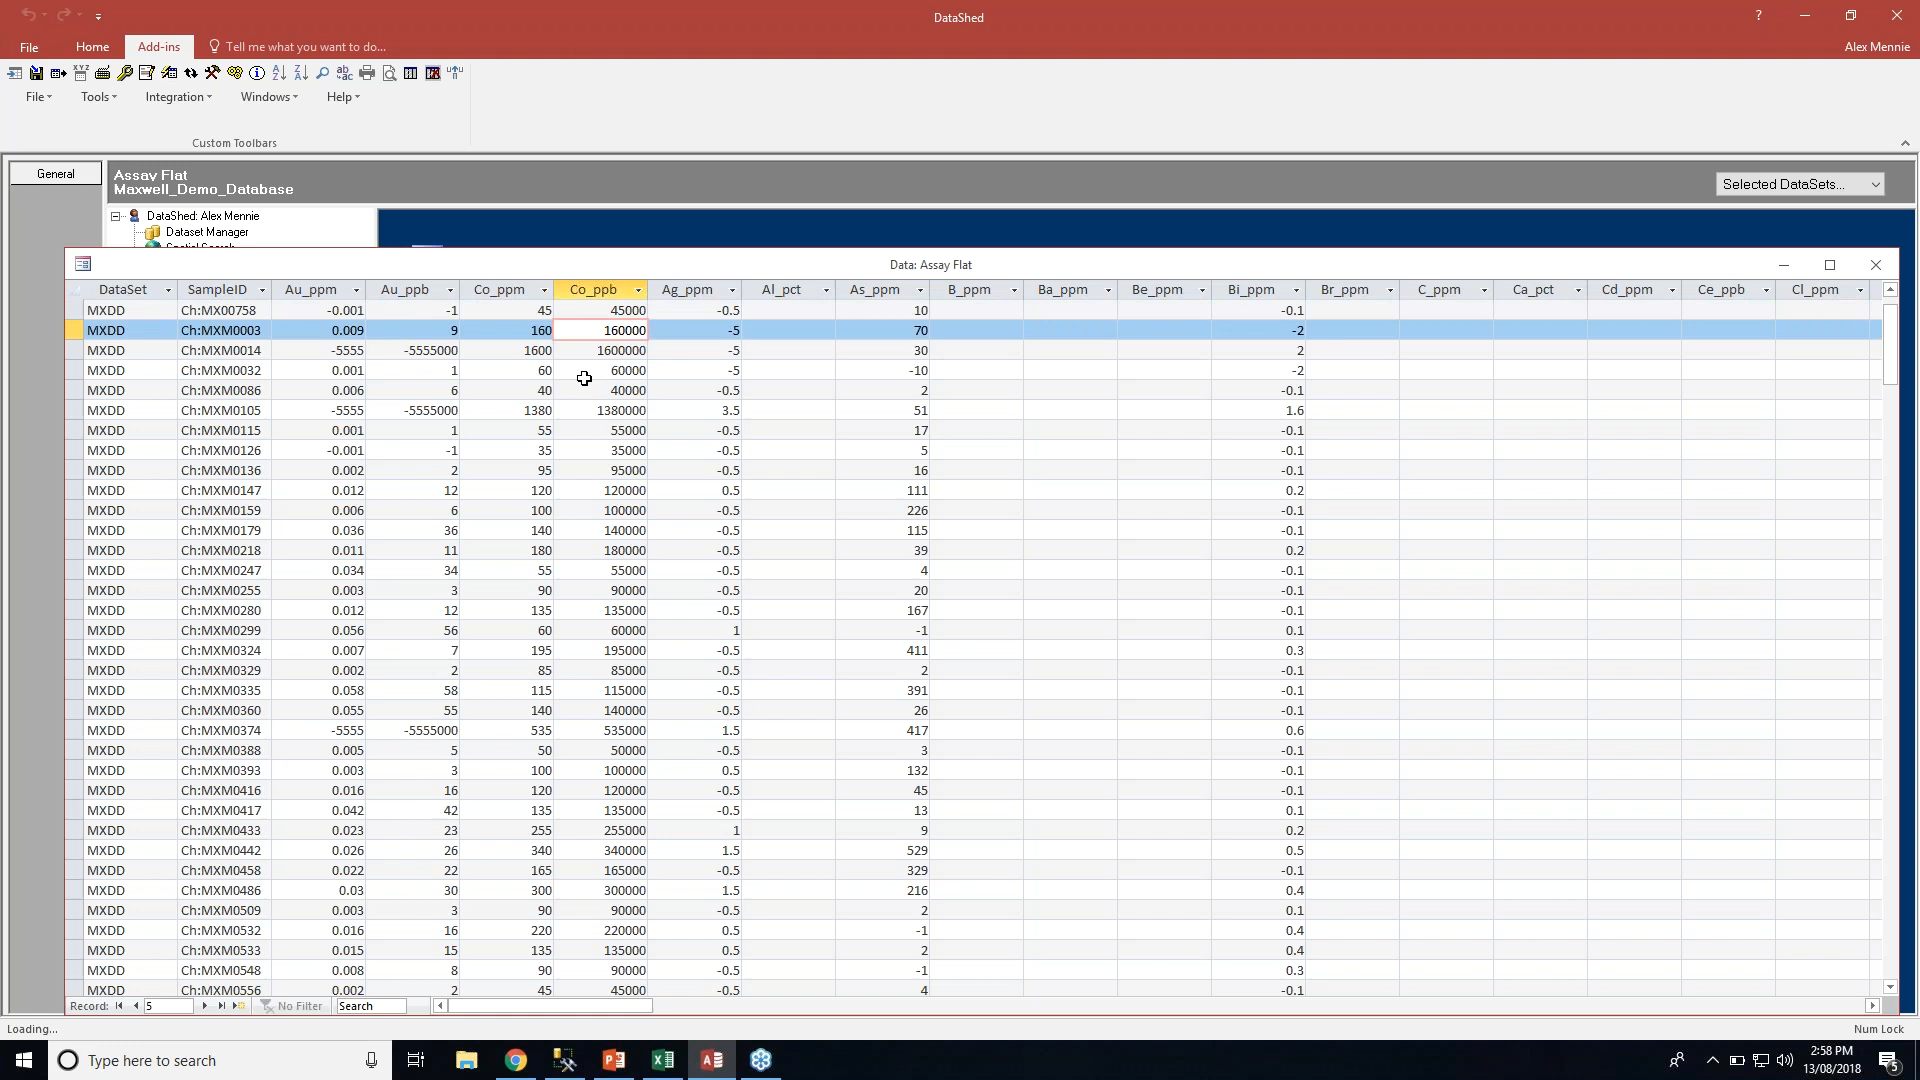 DataShed
?
File Home Add-ins Tell me what you want to do... Alex Mennie
File Tools Integration Windows Help
Custom Toolbars
General
Assay Flat
Maxwell_Demo_Database
Selected DataSets...
DataShed: Alex Mennie
Dataset Manager
Data: Assay Flat
DataSet SampleID Au_ppm Au_ppb Co_ppm Co_ppb Ag_ppm Al_pct As_ppm B_ppm Ba_ppm Be_ppm Bi_ppm Br_ppm C_ppm Ca_pct Cd_ppm Ce_ppb Cl_ppm
MXDD Ch:MX00758 -0.001 -1 45 45000 -0.5 10 -0.1
MXDD Ch:MXM0003 0.009 9 160 160000 -5 70 -2
MXDD Ch:MXM0014 -5555 -5555000 1600 1600000 -5 30 2
MXDD Ch:MXM0032 0.001 1 60 60000 -5 -10 -2
MXDD Ch:MXM0086 0.006 6 40 40000 -0.5 2 -0.1
MXDD Ch:MXM0105 -5555 -5555000 1380 1380000 3.5 51 1.6
MXDD Ch:MXM0115 0.001 1 55 55000 -0.5 17 -0.1
MXDD Ch:MXM0126 -0.001 -1 35 35000 -0.5 5 -0.1
MXDD Ch:MXM0136 0.002 2 95 95000 -0.5 16 -0.1
MXDD Ch:MXM0147 0.012 12 120 120000 0.5 111 0.2
MXDD Ch:MXM0159 0.006 6 100 100000 -0.5 226 -0.1
MXDD Ch:MXM0179 0.036 36 140 140000 -0.5 115 -0.1
MXDD Ch:MXM0218 0.011 11 180 180000 -0.5 39 0.2
MXDD Ch:MXM0247 0.034 34 55 55000 -0.5 4 -0.1
MXDD Ch:MXM0255 0.003 3 90 90000 -0.5 20 -0.1
MXDD Ch:MXM0280 0.012 12 135 135000 -0.5 167 -0.1
MXDD Ch:MXM0299 0.056 56 60 60000 1 -1 0.1
MXDD Ch:MXM0324 0.007 7 195 195000 -0.5 411 0.3
MXDD Ch:MXM0329 0.002 2 85 85000 -0.5 2 -0.1
MXDD Ch:MXM0335 0.058 58 115 115000 -0.5 391 -0.1
MXDD Ch:MXM0360 0.055 55 140 140000 -0.5 26 -0.1
MXDD Ch:MXM0374 -5555 -5555000 535 535000 1.5 417 0.6
MXDD Ch:MXM0388 0.005 5 50 50000 -0.5 3 -0.1
MXDD Ch:MXM0393 0.003 3 100 100000 0.5 132 -0.1
MXDD Ch:MXM0416 0.016 16 120 120000 -0.5 45 -0.1
MXDD Ch:MXM0417 0.042 42 135 135000 -0.5 13 0.1
MXDD Ch:MXM0433 0.023 23 255 255000 1 9 0.2
MXDD Ch:MXM0442 0.026 26 340 340000 1.5 529 0.5
MXDD Ch:MXM0458 0.022 22 165 165000 -0.5 329 -0.1
MXDD Ch:MXM0486 0.03 30 300 300000 1.5 216 0.4
MXDD Ch:MXM0509 0.003 3 90 90000 -0.5 2 0.1
MXDD Ch:MXM0532 0.016 16 220 220000 0.5 -1 0.4
MXDD Ch:MXM0533 0.015 15 135 135000 0.5 2 0.4
MXDD Ch:MXM0548 0.008 8 90 90000 -0.5 -1 0.3
MXDD Ch:MXM0556 0.002 2 45 45000 -0.5 4 -0.1
Record: 5 No Filter Search
Loading... Num Lock
Type here to search
2:58 PM
13/08/2018
5